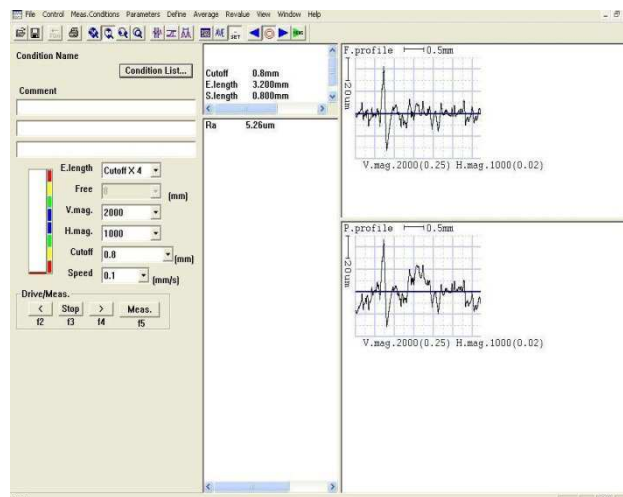 File Control Meas.Conditions Parameters Define Average Revalue View Window Help
SET
Condition Name
Condition List...
Comment
E.length Cutoff X 4
Free 0 (mm)
V.mag. 2000
H.mag. 1000
Cutoff 0.8 (mm)
Speed 0.1 (mm/s)
Drive/Meas.
< Stop > Meas.
f2 f3 f4 f5
Cutoff 0.8mm
E.length 3.200mm
S.length 0.800mm
Ra 5.26um
0.5mm
20um
V.mag.2000(0.25) H.mag.1000(0.02)
P.profile 0.5mm
20um
V.mag.2000(0.25) H.mag.1000(0.02)